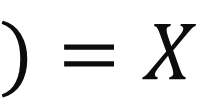 ) = X